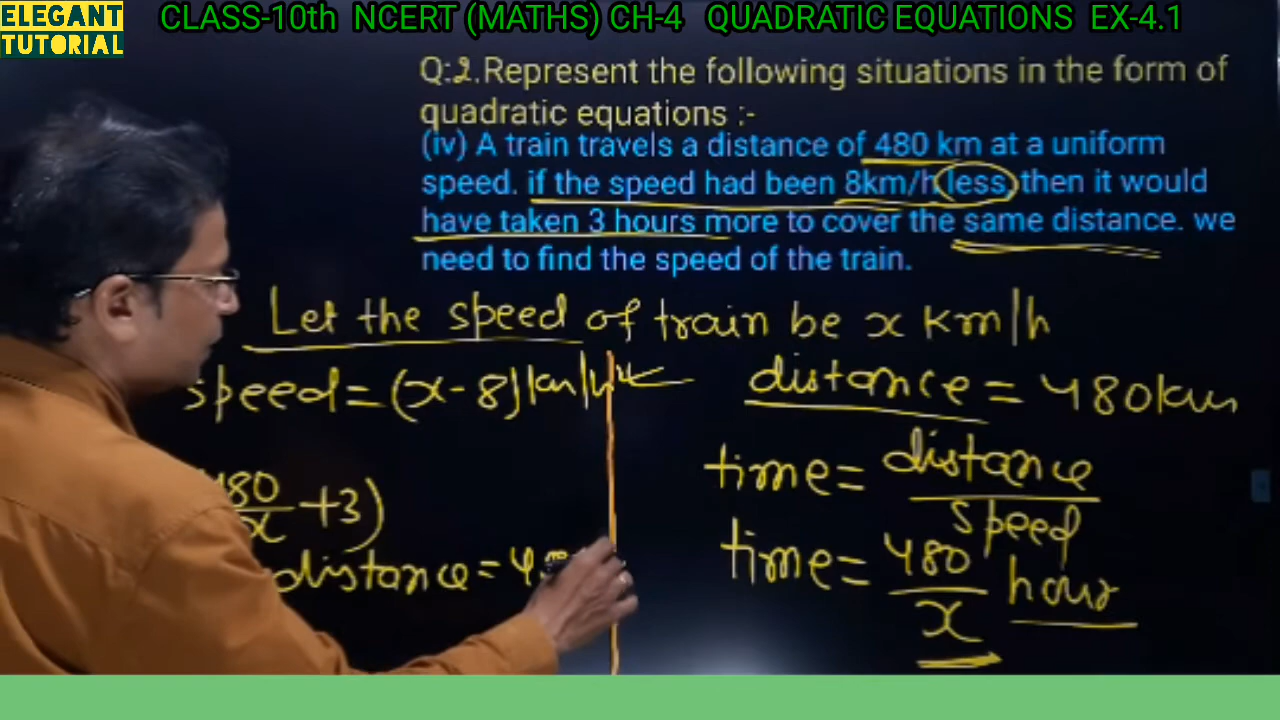 ELEGANT
TUTORIAL
CLASS-10th NCERT (MATHS) CH-4 QUADRATIC EQUATIONS EX-4.1
Q:2.Represent the following situations in the form of
quadratic equations :-
(iv) A train travels a distance of 480 km at a uniform
speed. if the speed had been 8km/h less, then it would
have taken 3 hours more to cover the same distance. we
need to find the speed of the train.
Let the speed of train be x Km/h
speed=(x-8)km/h
80/x +3)
distance=4
distance = 480km
time= distance/speed
time= 480/x hour